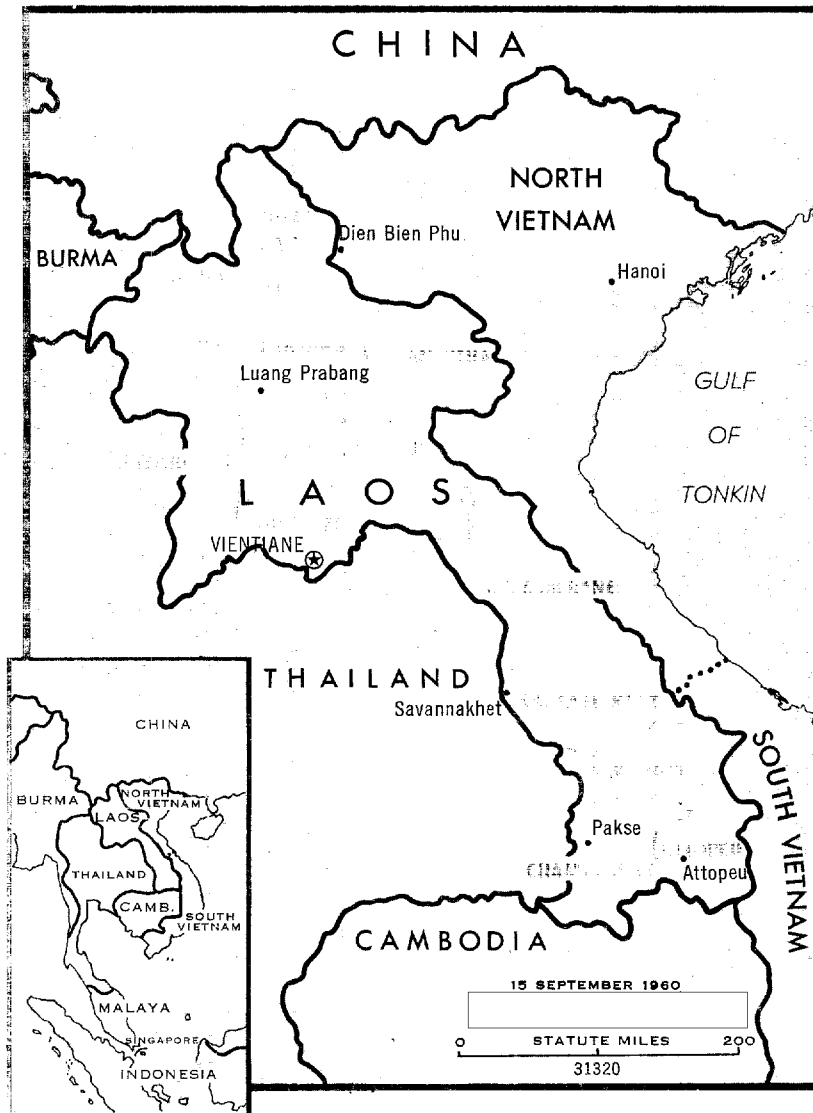 CHINA
NORTH
VIETNAM
Dien Bien Phu
BURMA
Hanoi
Luang Prabang
GULF
OF
TONKIN
LAOS
VIENTIANE
THAILAND
Savannakhet
SOUTH VIETNAM
Pakse
Attopeu
CAMBODIA
15 SEPTEMBER 1960
0 STATUTE MILES 200
31320
CHINA
BURMA
NORTH
VIETNAM
LAOS
THAILAND
CAMB.
SOUTH
VIETNAM
MALAYA
SINGAPORE
INDONESIA